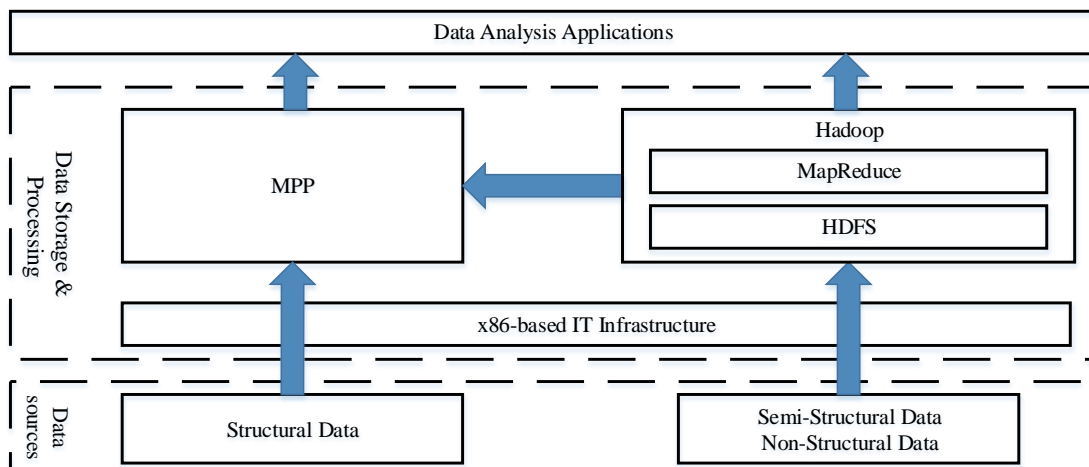 Data Analysis Applications
Data Storage &
Processing
MPP
Hadoop
MapReduce
HDFS
x86-based IT Infrastructure
Data
sources
Structural Data
Semi-Structural Data
Non-Structural Data